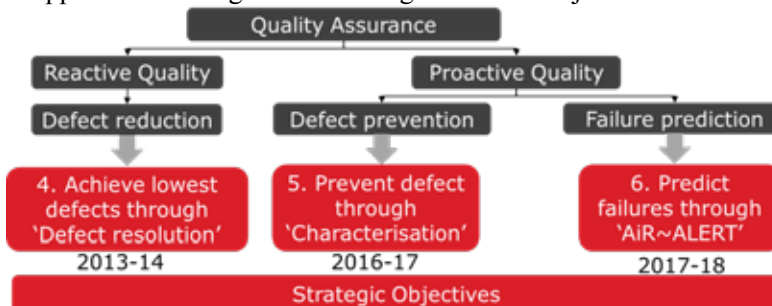 Quality Assurance
Reactive Quality
Proactive Quality
Defect reduction
Defect prevention
Failure prediction
4. Achieve lowest
defects through
‘Defect resolution’
5. Prevent defect
through
‘Characterisation’
6. Predict
failures through
‘AiR~ALERT’
2013-14
2016-17
2017-18
Strategic Objectives